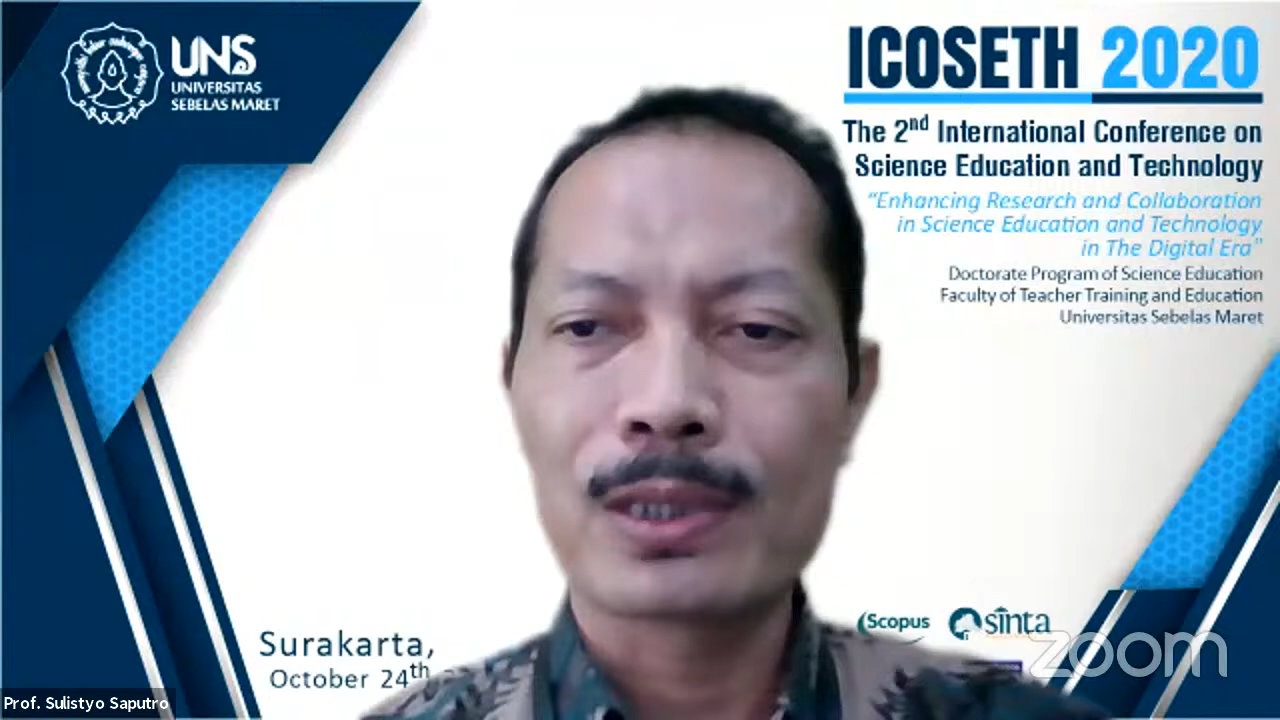 UNS
UNIVERSITAS
SEBELAS MARET
ICOSETH 2020
The 2nd International Conference on
Science Education and Technology
“Enhancing Research and Collaboration
in Science Education and Technology
in The Digital Era”
Doctorate Program of Science Education
Faculty of Teacher Training and Education
Universitas Sebelas Maret
Surakarta,
October 24th
Scopus
sinta
zoom
Prof. Sulistyo Saputro